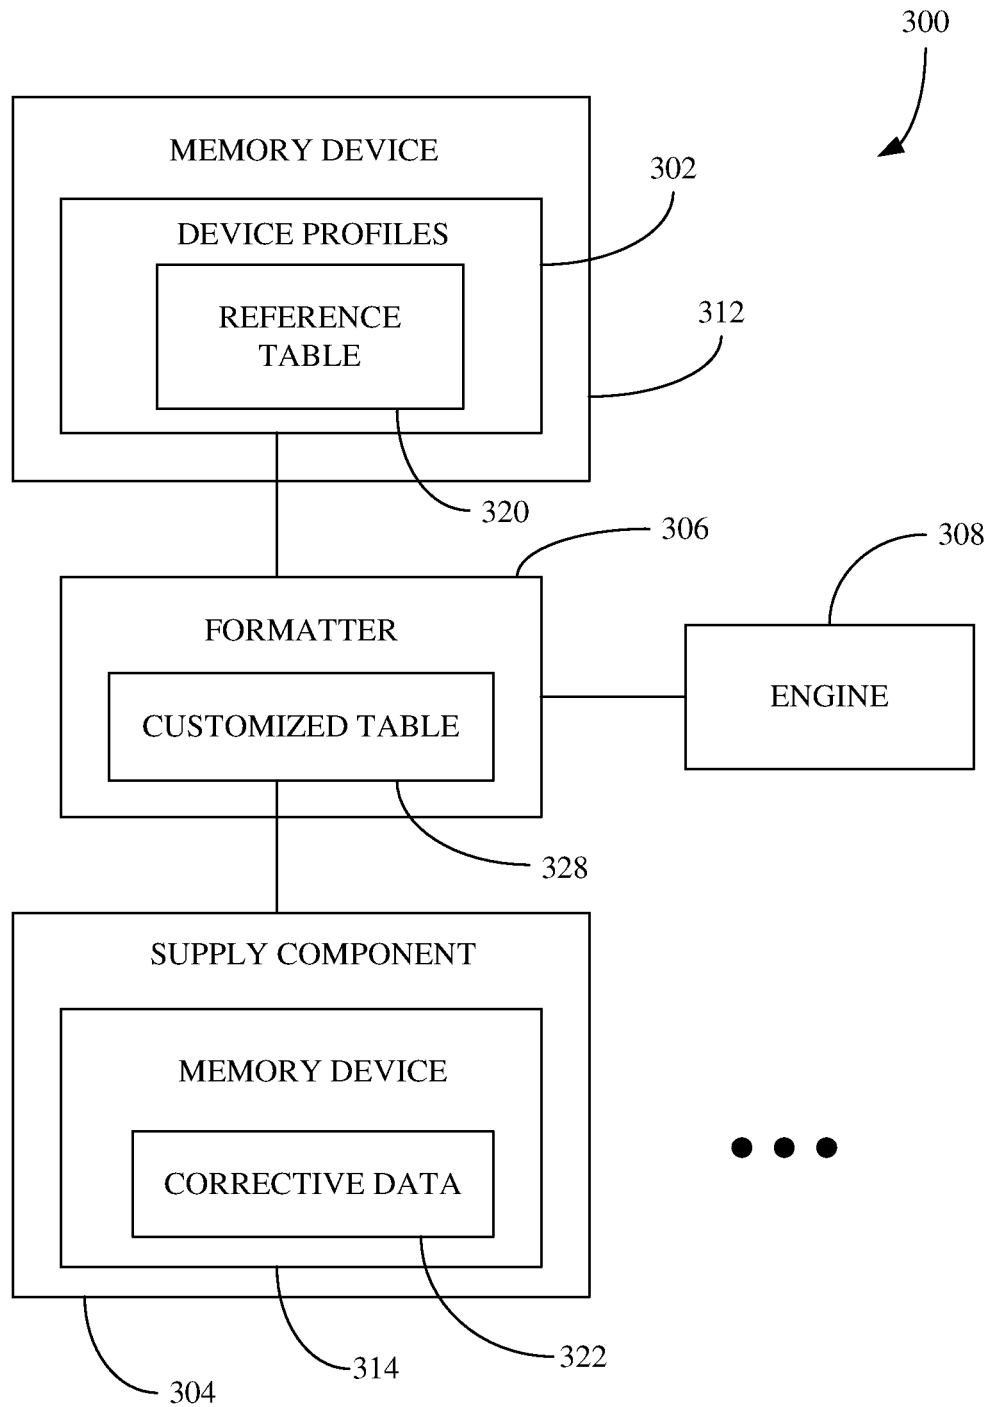 300
MEMORY DEVICE
302
DEVICE PROFILES
312
REFERENCE
TABLE
320
306
308
FORMATTER
ENGINE
CUSTOMIZED TABLE
328
SUPPLY COMPONENT
MEMORY DEVICE
CORRECTIVE DATA
322
314
304